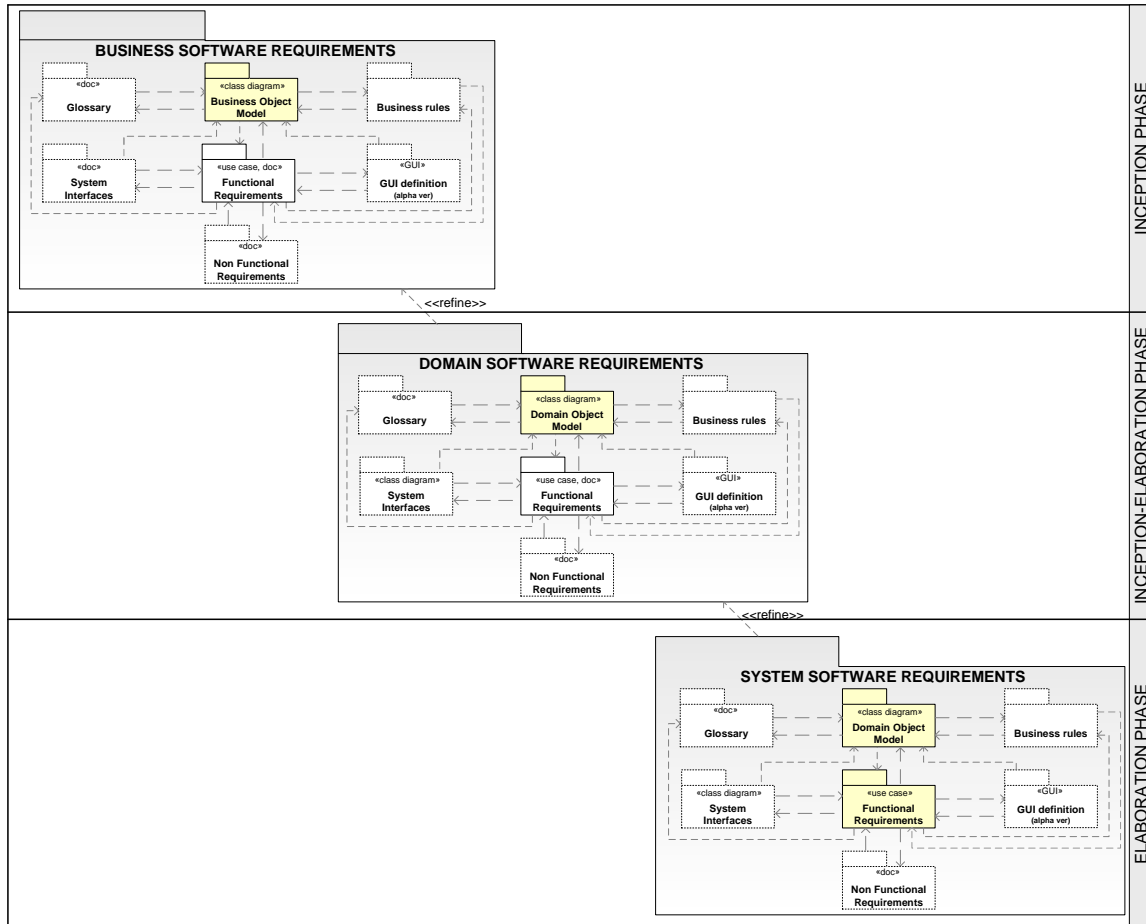 BUSINESS SOFTWARE REQUIREMENTS
«doc»
Glossary
«class diagram»
Business Object
Model
Business rules
«doc»
System
Interfaces
«use case, doc»
Functional
Requirements
«GUI»
GUI definition
(alpha ver)
«doc»
Non Functional
Requirements
INCEPTION PHASE
<<refine>>
DOMAIN SOFTWARE REQUIREMENTS
«doc»
Glossary
«class diagram»
Domain Object
Model
Business rules
«class diagram»
System
Interfaces
«use case, doc»
Functional
Requirements
«GUI»
GUI definition
(alpha ver)
«doc»
Non Functional
Requirements
INCEPTION-ELABORATION PHASE
<<refine>>
SYSTEM SOFTWARE REQUIREMENTS
«doc»
Glossary
«class diagram»
Domain Object
Model
Business rules
«class diagram»
System
Interfaces
«use case»
Functional
Requirements
«GUI»
GUI definition
(alpha ver)
«doc»
Non Functional
Requirements
ELABORATION PHASE